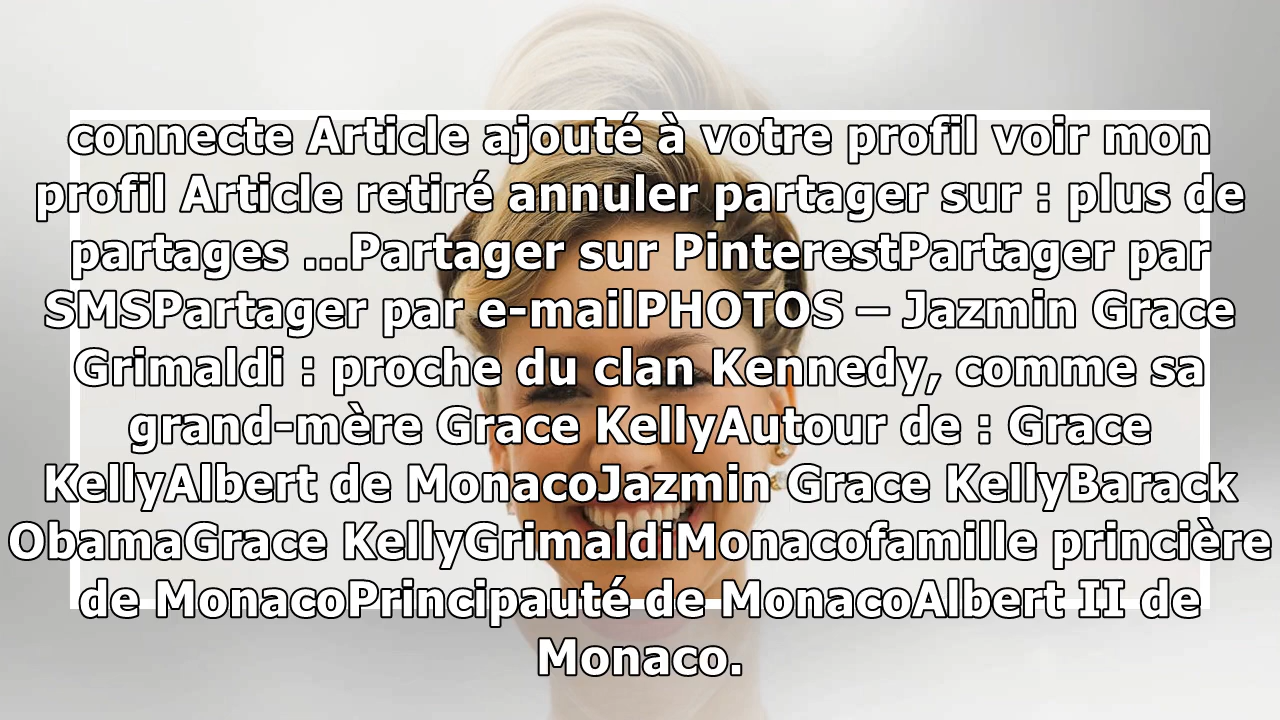 connecte Article ajouté à votre profil voir mon
profil Article retiré annuler partager sur : plus de
partages ...Partager sur PinterestPartager par
SMSPartager par e-mailPHOTOS – Jazmin Grace
Grimaldi : proche du clan Kennedy, comme sa
grand-mère Grace KellyAutour de : Grace
KellyAlbert de MonacoJazmin Grace KellyBarack
ObamaGrace KellyGrimaldiMonacofamille princière
de MonacoPrincipauté de MonacoAlbert II de
Monaco.